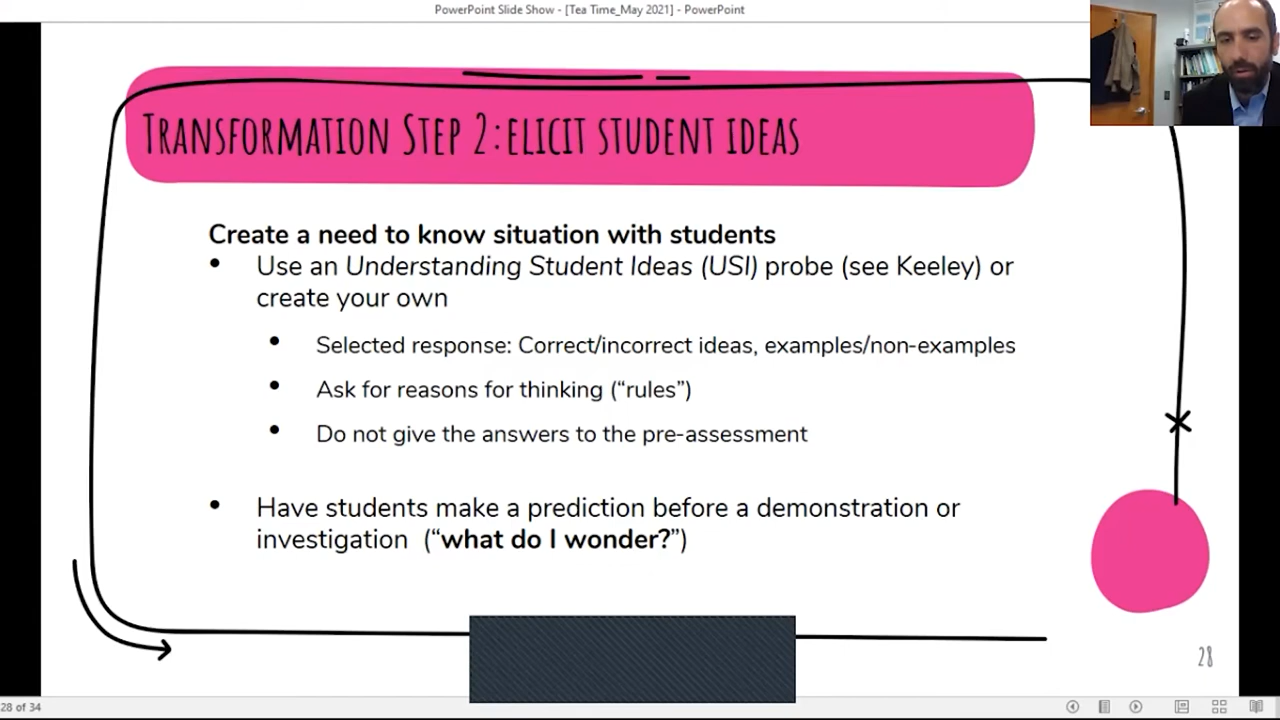 PowerPoint Slide Show - [Tea Time_May 2021] - PowerPoint
Transformation Step 2: elicit student ideas
Create a need to know situation with students
• Use an Understanding Student Ideas (USI) probe (see Keeley) or
create your own
• Selected response: Correct/incorrect ideas, examples/non-examples
• Ask for reasons for thinking (“rules”)
• Do not give the answers to the pre-assessment
• Have students make a prediction before a demonstration or
investigation (“what do I wonder?”)
28
28 of 34